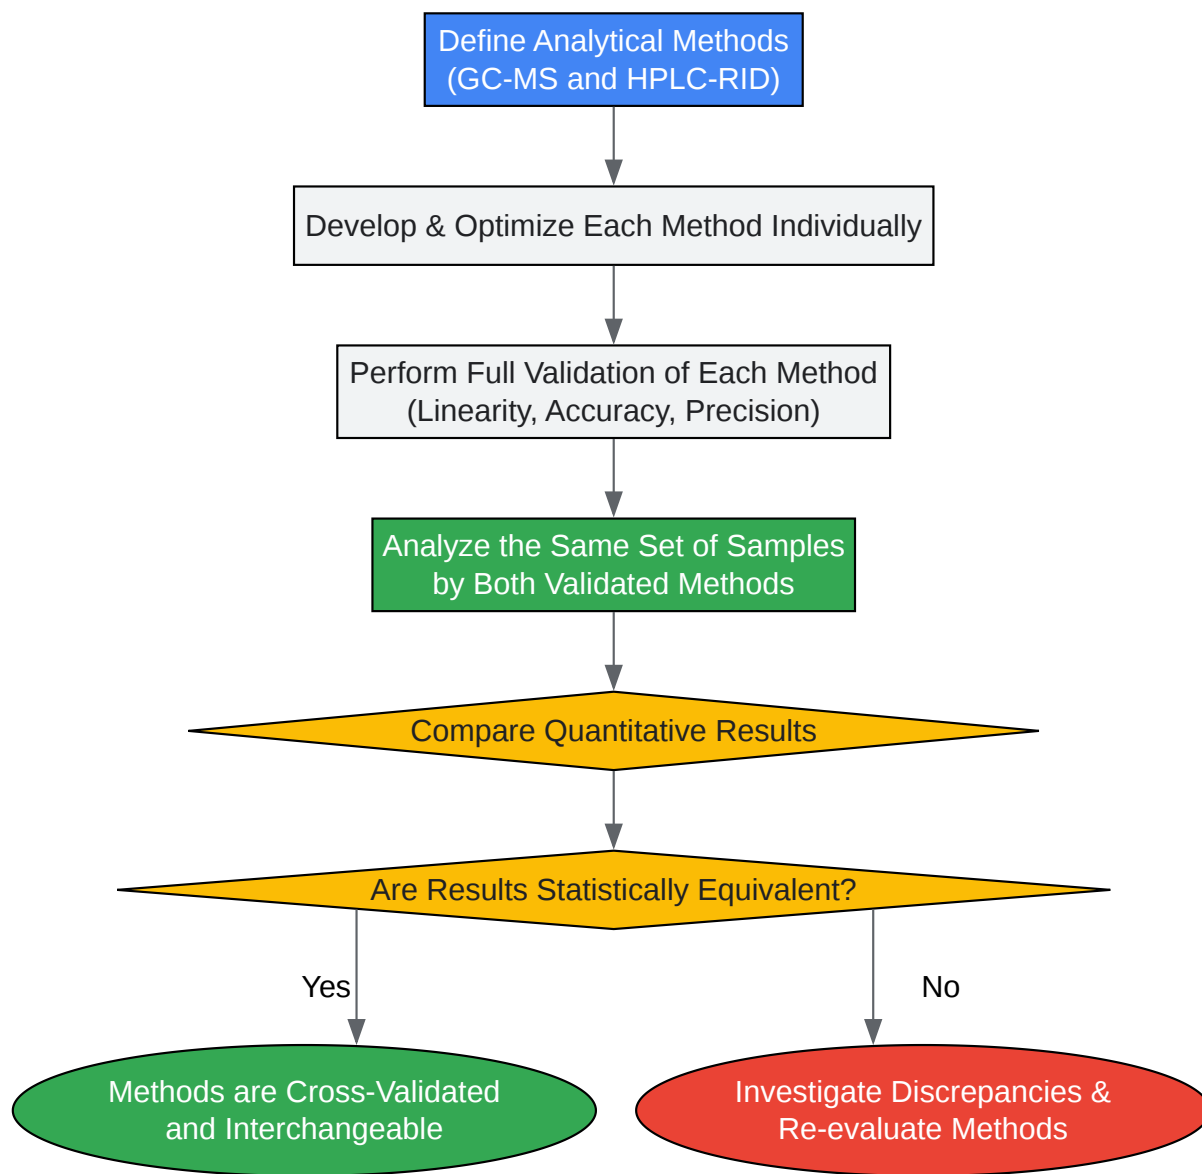 Define Analytical Methods
(GC-MS and HPLC-RID)
Develop & Optimize Each Method Individually
Perform Full Validation of Each Method
(Linearity, Accuracy, Precision)
Analyze the Same Set of Samples
by Both Validated Methods
Compare Quantitative Results
Are Results Statistically Equivalent?
Yes
No
Methods are Cross-Validated
and Interchangeable
Investigate Discrepancies &
Re-evaluate Methods